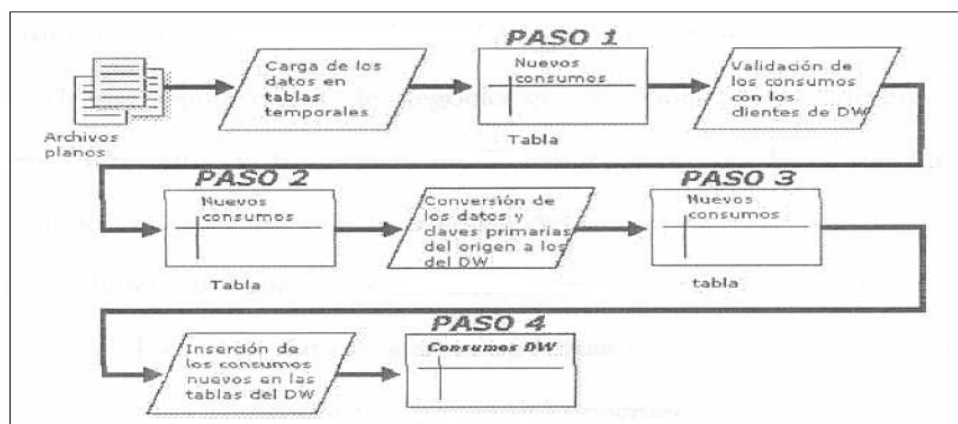 PASO 1
Archivos
planos
Carga de los
datos en
tablas
temporales
Nuevos
consumos
Tabla
Validación de
los consumos
con los
clientes de DW
PASO 2
Nuevos
consumos
Tabla
Conversión de
los datos y
claves primarias
del origen a los
del DW
PASO 3
Nuevos
consumos
tabla
Inserción de
los consumos
nuevos en las
tablas del DW
PASO 4
Consumos DW